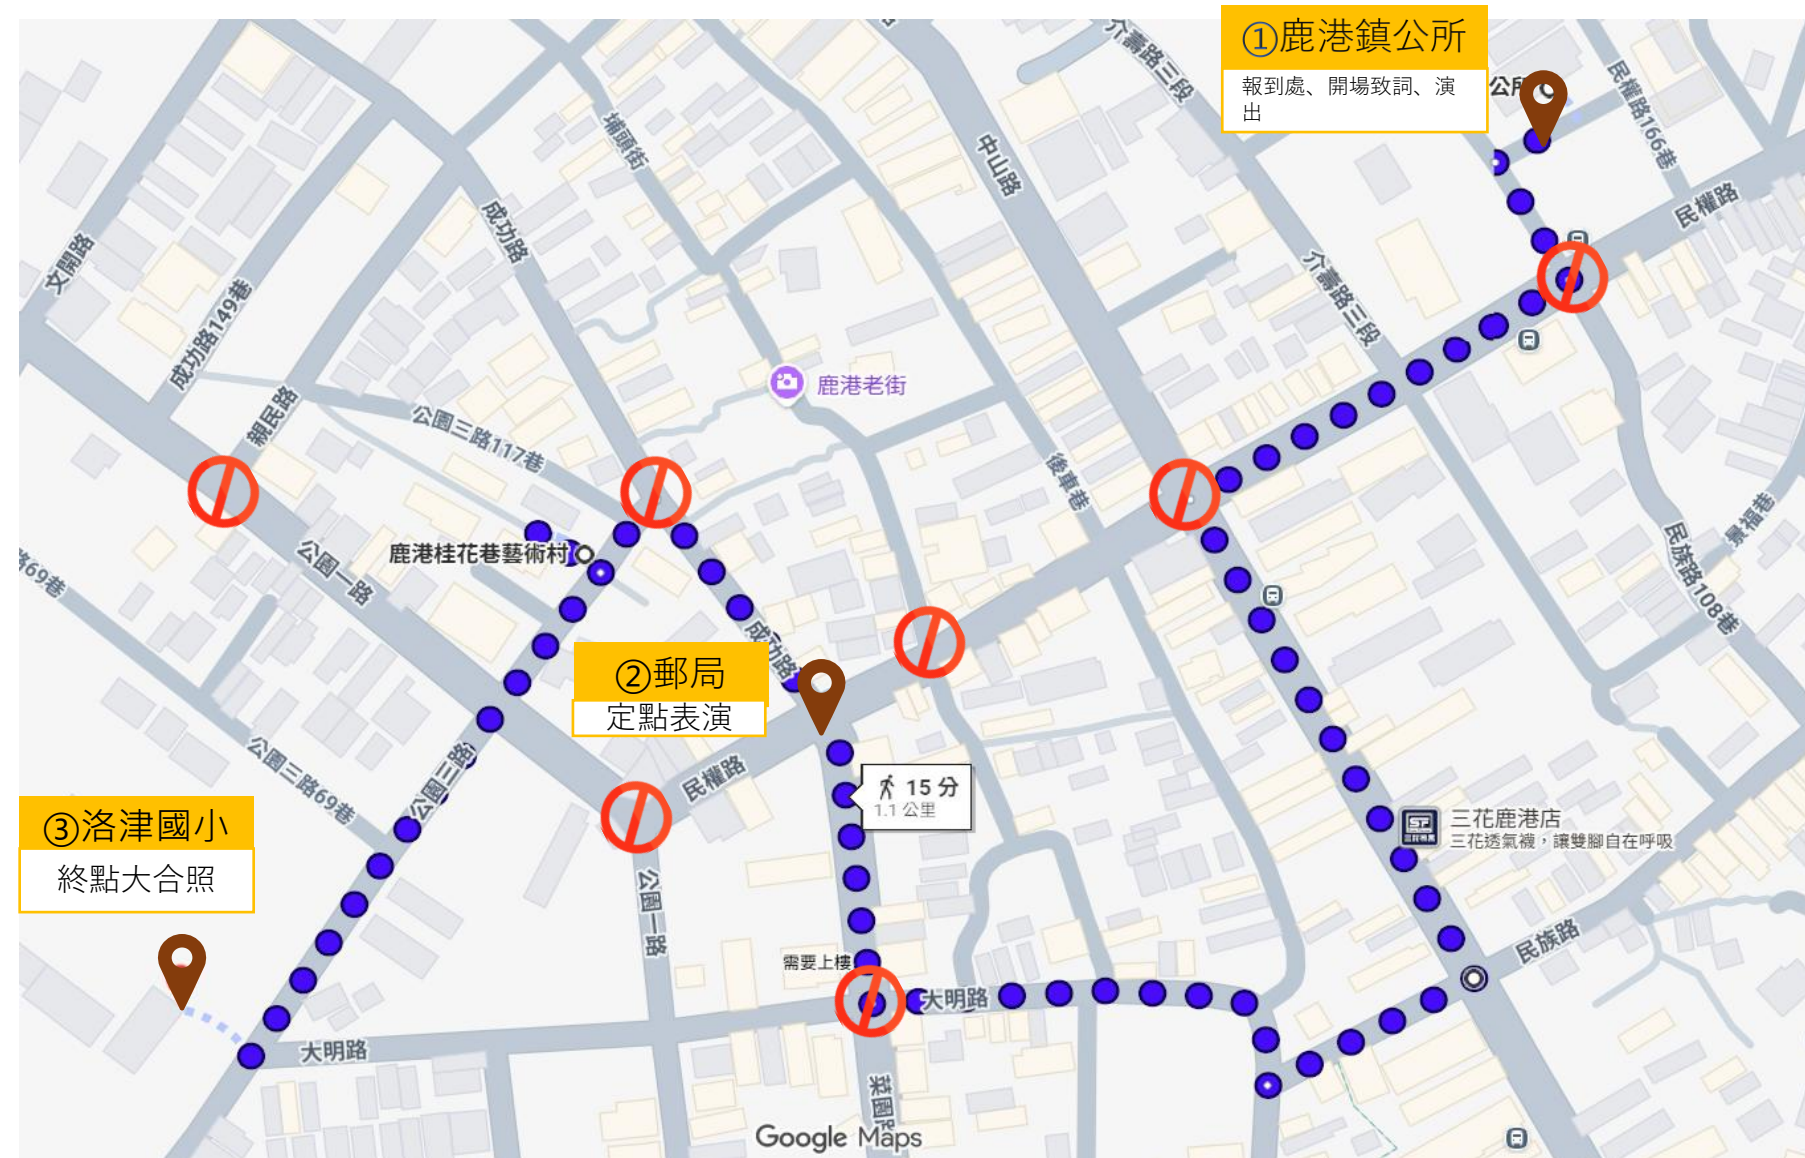 ①鹿港鎮公所
報到處、開場致詞、演
出
公所
介壽路三段
民權路166巷
中山路
民權路
埔頭街
成功路
文開路
成功路149巷
介壽路三段
鹿港老街
親民路
公園三路117巷
後車巷
景福巷
鹿港桂花巷藝術村
公園一路
路69巷
民族路108巷
成功路
②郵局
定點表演
民權路
15 分
1.1 公里
公園三路
公園三路69巷
③洛津國小
終點大合照
三花鹿港店
三花透氣襪,讓雙腳自在呼吸
公園一路
民族路
需要上樓
大明路
大明路
菜園路
Google Maps